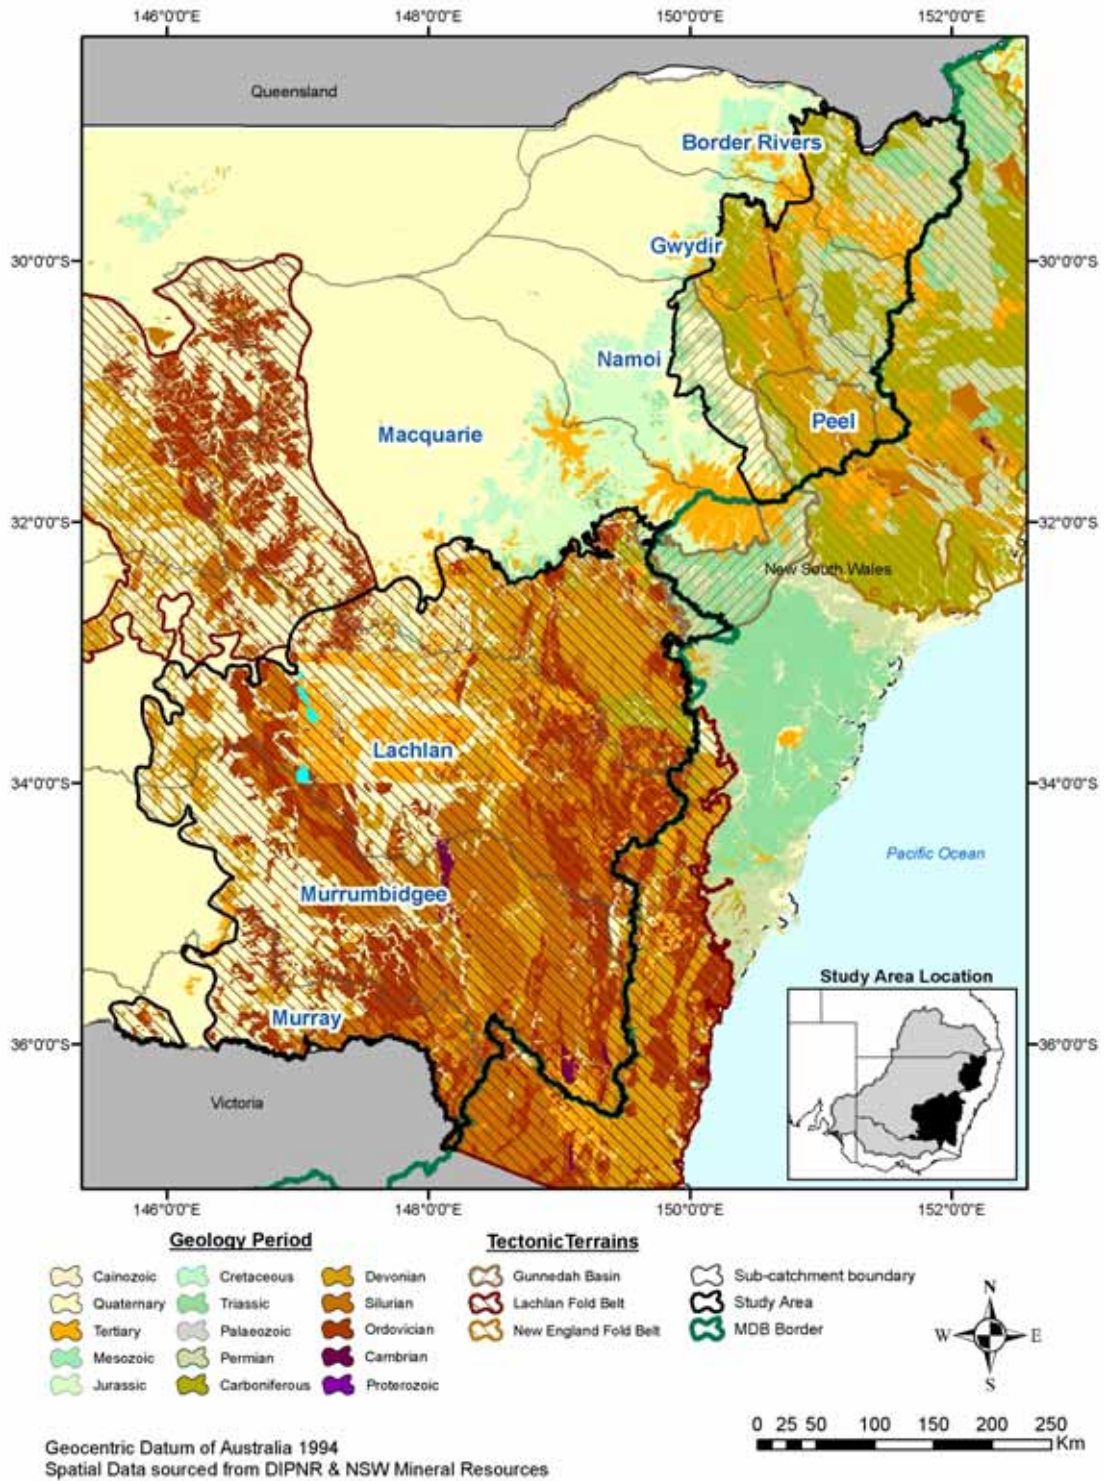 146°0'0"E 148°0'0"E 150°0'0"E 152°0'0"E
Queensland
Border Rivers
Gwydir
30°0'0"S 30°0'0"S
Namoi
Peel
Macquarie
32°0'0"S 32°0'0"S
New South Wales
Lachlan
34°0'0"S 34°0'0"S
Pacific Ocean
Murrumbidgee
Study Area Location
Murray
36°0'0"S 36°0'0"S
Victoria
146°0'0"E 148°0'0"E 150°0'0"E 152°0'0"E
Geology Period
Cainozoic
Quaternary
Tertiary
Mesozoic
Jurassic
Cretaceous
Triassic
Palaeozoic
Permian
Carboniferous
Devonian
Silurian
Ordovician
Cambrian
Proterozoic
Tectonic Terrains
Gunnedah Basin
Lachlan Fold Belt
New England Fold Belt
Sub-catchment boundary
Study Area
MDB Border
N
W E
S
0 25 50 100 150 200 250
Km
Geocentric Datum of Australia 1994
Spatial Data sourced from DIPNR & NSW Mineral Resources